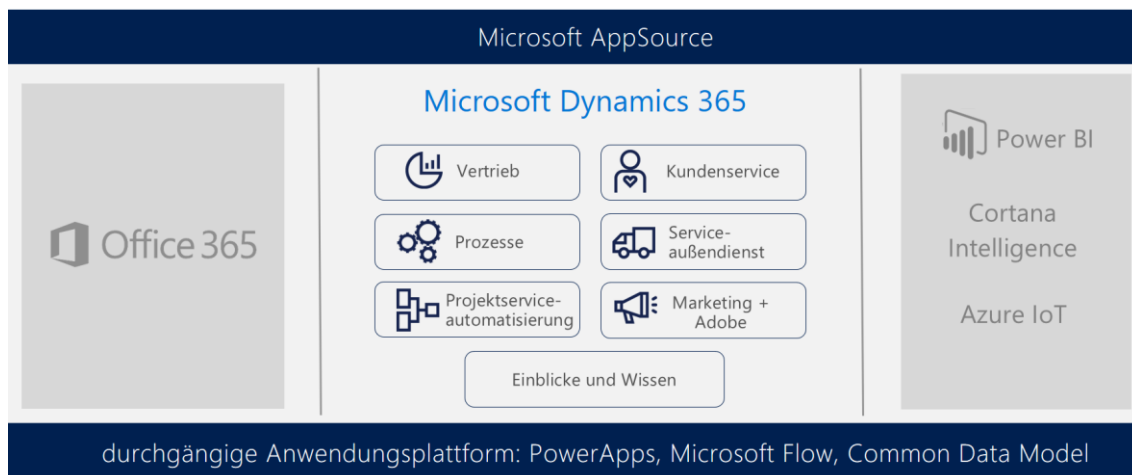 Microsoft AppSource
Office 365
Microsoft Dynamics 365
Vertrieb
Kundenservice
Prozesse
Service-
außendienst
Projektservice-
automatisierung
Marketing +
Adobe
Einblicke und Wissen
Power BI
Cortana
Intelligence
Azure IoT
durchgängige Anwendungsplattform: PowerApps, Microsoft Flow, Common Data Model